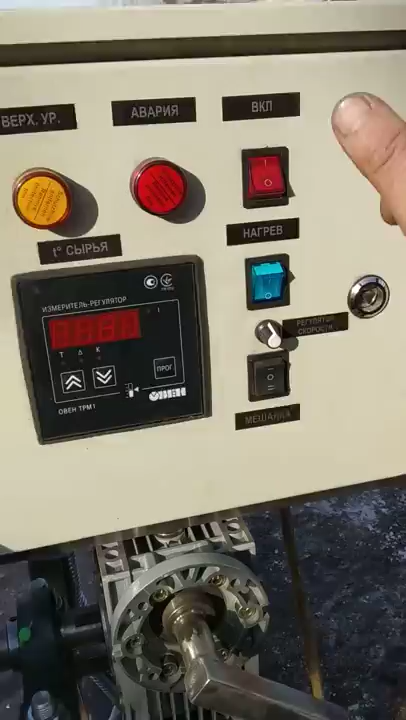 ВЕРХ. УР.
АВАРИЯ
ВКЛ
t° СЫРЬЯ
НАГРЕВ
ИЗМЕРИТЕЛЬ-РЕГУЛЯТОР
РЕГУЛЯТОР
СКОРОСТИ
Т Δ К
ПРОГ
ОВЕН
ОВЕН ТРМ1
МЕШАЛКА